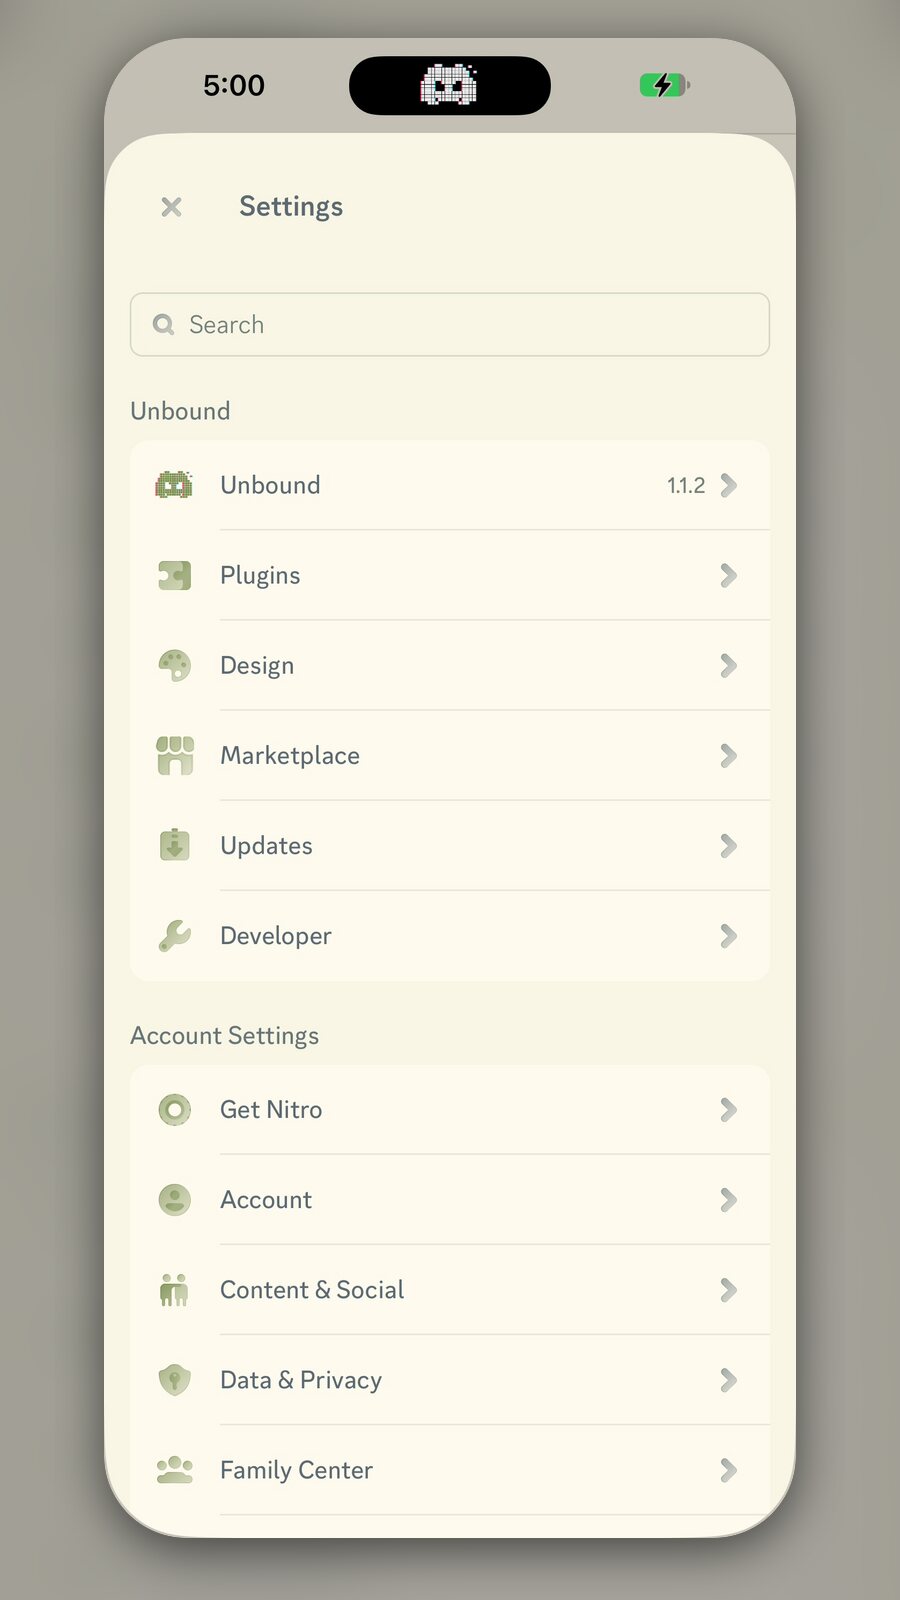 5:00
Settings
Search
Unbound
Unbound 1.1.2
Plugins
Design
Marketplace
Updates
Developer
Account Settings
Get Nitro
Account
Content & Social
Data & Privacy
Family Center